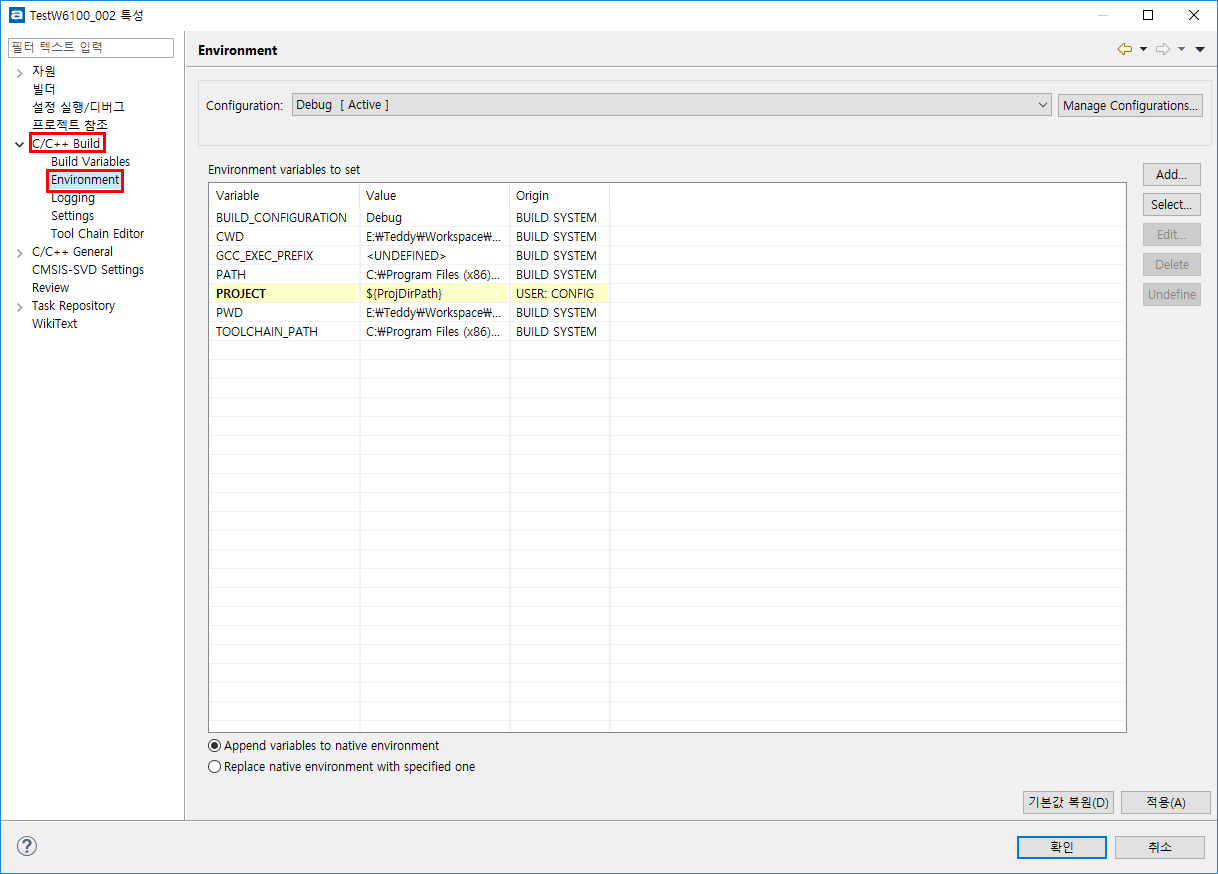 TestW6100_002 특성
필터 텍스트 입력
자원
빌더
설정 실행/디버그
프로젝트 참조
C/C++ Build
Build Variables
Environment
Logging
Settings
Tool Chain Editor
C/C++ General
CMSIS-SVD Settings
Review
Task Repository
WikiText
Environment
Configuration: Debug [ Active ] Manage Configurations...
Environment variables to set
Variable Value Origin
BUILD_CONFIGURATION Debug BUILD SYSTEM
CWD E:₩Teddy₩Workspace₩... BUILD SYSTEM
GCC_EXEC_PREFIX <UNDEFINED> BUILD SYSTEM
PATH C:₩Program Files (x86)... BUILD SYSTEM
PROJECT ${ProjDirPath} USER: CONFIG
PWD E:₩Teddy₩Workspace₩... BUILD SYSTEM
TOOLCHAIN_PATH C:₩Program Files (x86)... BUILD SYSTEM
Add...
Select...
Edit...
Delete
Undefine
Append variables to native environment
Replace native environment with specified one
기본값 복원(D) 적용(A)
? 확인 취소